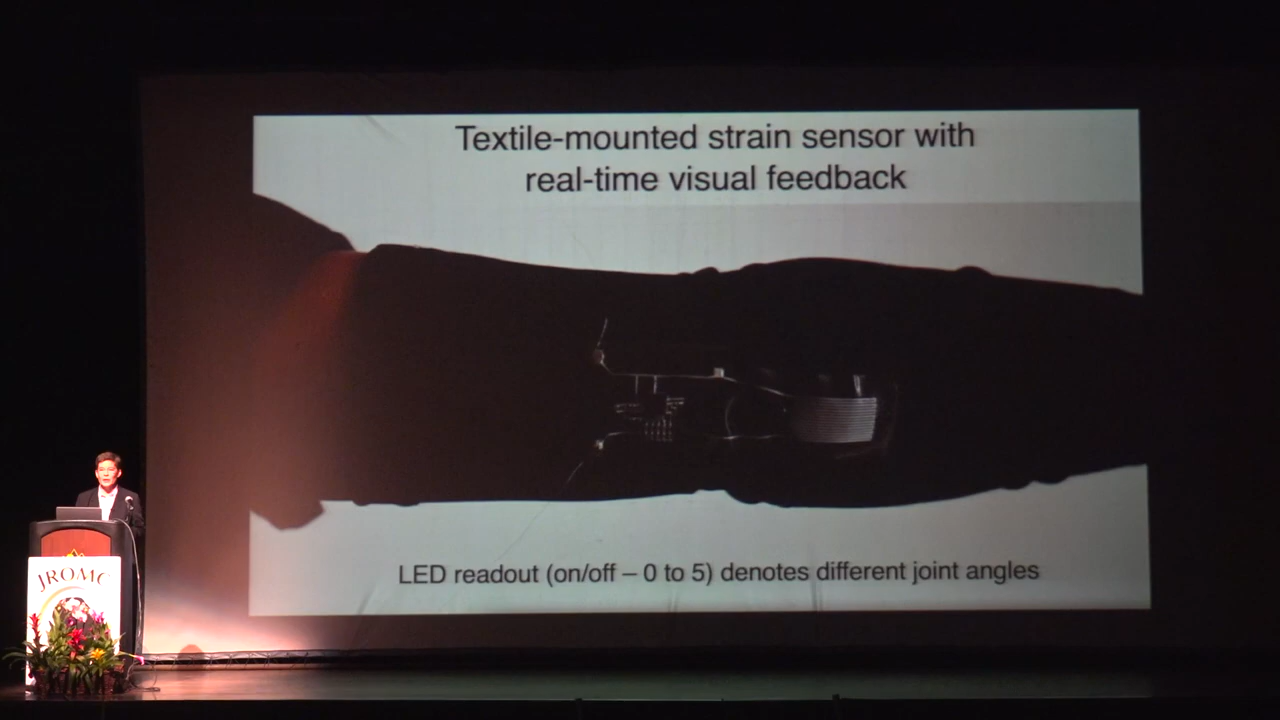 Textile-mounted strain sensor with
real-time visual feedback
LED readout (on/off – 0 to 5) denotes different joint angles
JROMC